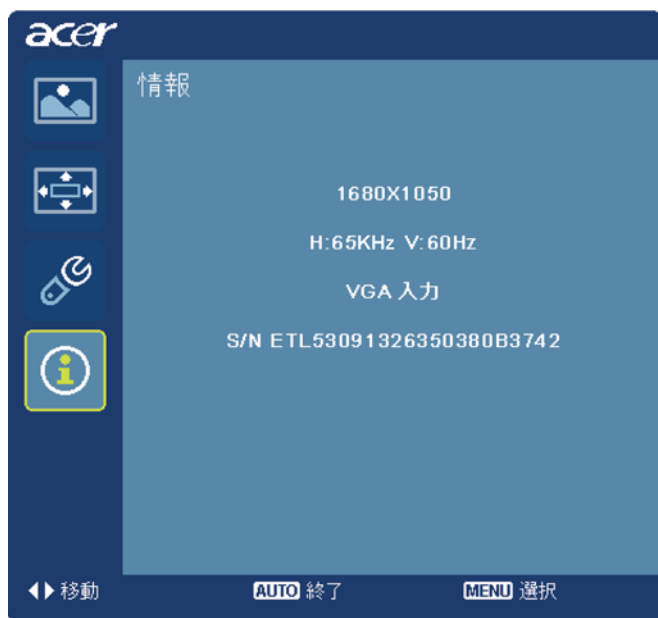 acer
情報
1680X1050
H:65KHz V:60Hz
VGA 入力
S/N ETL53091326350380B3742
移動 AUTO 終了 MENU 選択